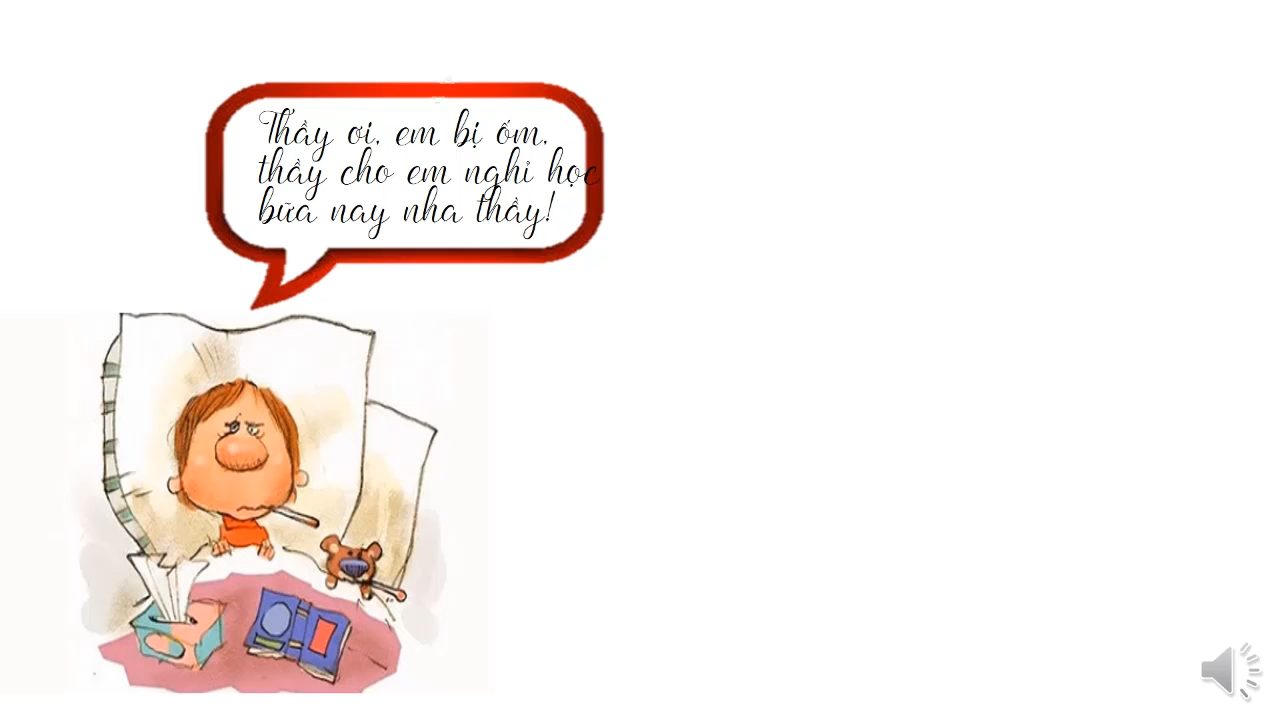 Thầy ơi, em bị ốm,
thầy cho em nghỉ học
bữa nay nha thầy!